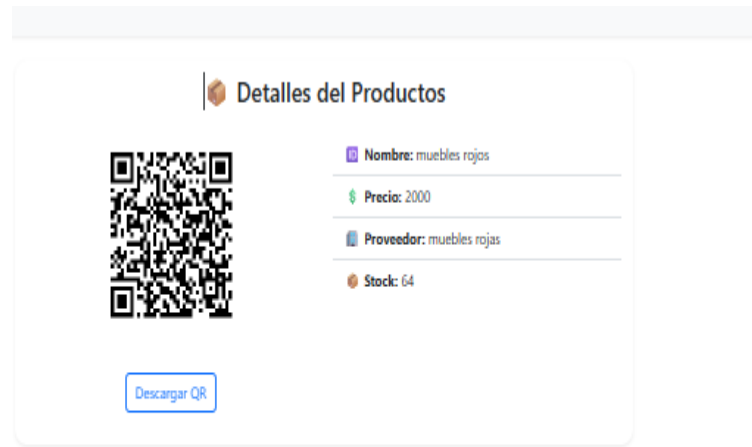 Detalles del Productos
Nombre: muebles rojos
Precio: 2000
Proveedor: muebles rojas
Stock: 64
Descargar QR